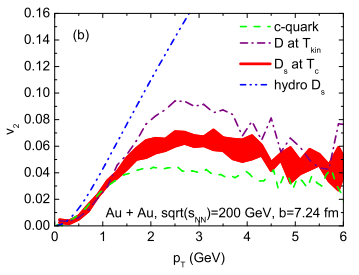 0.16
0.14
0.12
0.10
0.08
0.06
0.04
0.02
0.00
v2
(b)
c-quark
D at Tkin
Ds at Tc
hydro Ds
Au + Au, sqrt(sNN)=200 GeV, b=7.24 fm
0 1 2 3 4 5 6
pT (GeV)